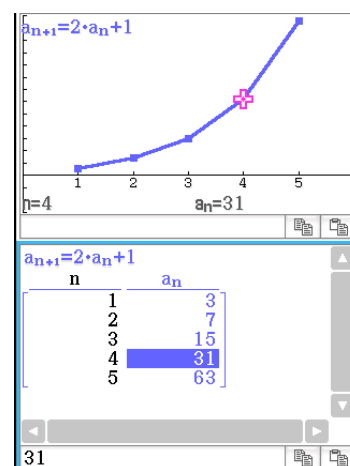 aₙ₊₁=2·aₙ+1
1 2 3 4 5
n=4 aₙ=31
aₙ₊₁=2·aₙ+1
n aₙ
1 3
2 7
3 15
4 31
5 63
31